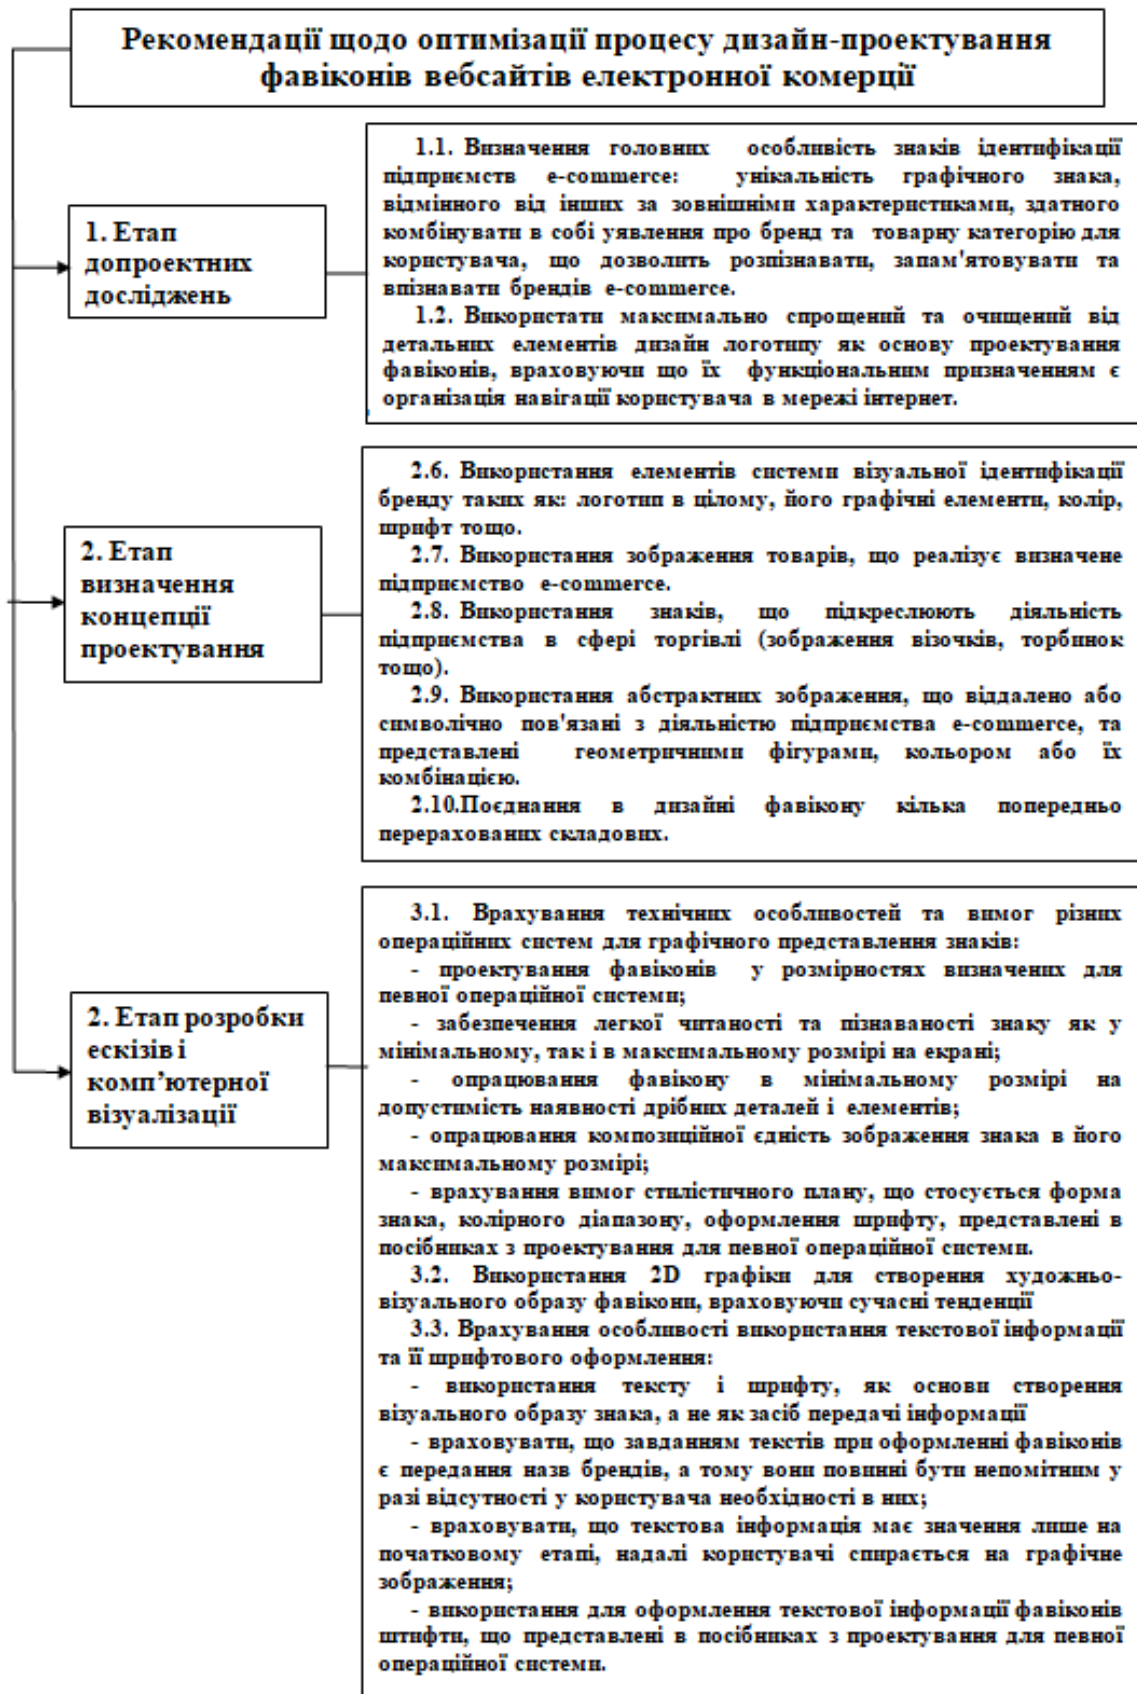 Рекомендації щодо оптимізації процесу дизайн-проектування
фавіконів вебсайтів електронної комерції
1. Етап
допроектних
досліджень
1.1. Визначення головних особливість знаків ідентифікації
підприємств e-commerce: унікальність графічного знака,
відмінного від інших за зовнішніми характеристиками, здатного
комбінувати в собі уявлення про бренд та товарну категорію для
користувача, що дозволить розпізнавати, запам'ятовувати та
впізнавати брендів e-commerce.
1.2. Використати максимально спрощений та очищений від
детальних елементів дизайн логотипу як основу проектування
фавіконів, враховуючи що їх функціональним призначенням є
організація навігації користувача в мережі інтернет.
2. Етап
визначення
концепції
проектування
2.6. Використання елементів системи візуальної ідентифікації
бренду таких як: логотип в цілому, його графічні елементи, колір,
шрифт тощо.
2.7. Використання зображення товарів, що реалізує визначене
підприємство e-commerce.
2.8. Використання знаків, що підкреслюють діяльність
підприємства в сфері торгівлі (зображення візочків, торбинок
тощо).
2.9. Використання абстрактних зображення, що віддалено або
символічно пов'язані з діяльністю підприємства e-commerce, та
представлені геометричними фігурами, кольором або їх
комбінацією.
2.10.Поєднання в дизайні фавікону кілька попередньо
перерахованих складових.
2. Етап розробки
ескізів і
комп’ютерної
візуалізації
3.1. Врахування технічних особливостей та вимог різних
операційних систем для графічного представлення знаків:
- проектування фавіконів у розмірностях визначених для
певної операційної системи;
- забезпечення легкої читаності та пізнаваності знаку як у
мінімальному, так і в максимальному розмірі на екрані;
- опрацювання фавікону в мінімальному розмірі на
допустимість наявності дрібних деталей і елементів;
- опрацювання композиційної єдність зображення знака в його
максимальному розмірі;
- врахування вимог стилістичного плану, що стосується форма
знака, колірного діапазону, оформлення шрифту, представлені в
посібниках з проектування для певної операційної системи.
3.2. Використання 2D графіки для створення художньо-
візуального образу фавікони, враховуючи сучасні тенденції
3.3. Врахування особливості використання текстової інформації
та її шрифтового оформлення:
- використання тексту і шрифту, як основи створення
візуального образу знака, а не як засіб передачі інформації
- враховувати, що завданням текстів при оформленні фавіконів
є передання назв брендів, а тому вони повинні бути непомітним у
разі відсутності у користувача необхідності в них;
- враховувати, що текстова інформація має значення лише на
початковому етапі, надалі користувачі спирається на графічне
зображення;
- використання для оформлення текстової інформації фавіконів
штифти, що представлені в посібниках з проектування для певної
операційної системи.